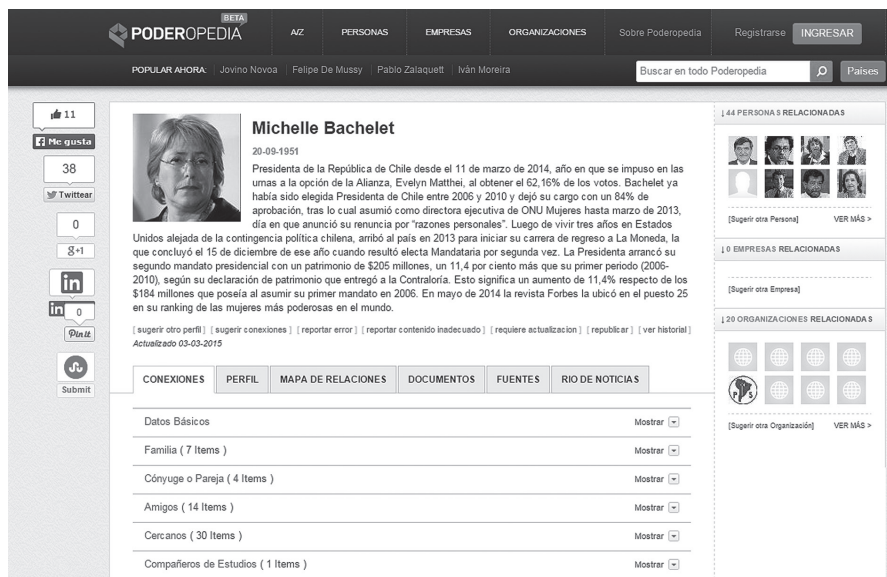 BETA
PODEROPEDIA
A/Z PERSONAS EMPRESAS ORGANIZACIONES Sobre Poderopedia Registrarse INGRESAR
POPULAR AHORA: Jovino Novoa Felipe De Mussy Pablo Zalaquett Iván Moreira
Buscar en todo Poderopedia Países
11
Me gusta
38
Twittear
0
g+1
in
in 0
Pin it
Submit
Michelle Bachelet
20-09-1951
Presidenta de la República de Chile desde el 11 de marzo de 2014, año en que se impuso en las
urnas a la opción de la Alianza, Evelyn Matthei, al obtener el 62,16% de los votos. Bachelet ya
había sido elegida Presidenta de Chile entre 2006 y 2010 y dejó su cargo con un 84% de
aprobación, tras lo cual asumió como directora ejecutiva de ONU Mujeres hasta marzo de 2013,
día en que anunció su renuncia por "razones personales". Luego de vivir tres años en Estados
Unidos alejada de la contingencia política chilena, arribó al país en 2013 para iniciar su carrera de regreso a La Moneda, la
que concluyó el 15 de diciembre de ese año cuando resultó electa Mandataria por segunda vez. La Presidenta arrancó su
segundo mandato presidencial con un patrimonio de $205 millones, un 11,4 por ciento más que su primer periodo (2006-
2010), según su declaración de patrimonio que entregó a la Contraloría. Esto significa un aumento de 11,4% respecto de los
$184 millones que poseía al asumir su primer mandato en 2006. En mayo de 2014 la revista Forbes la ubicó en el puesto 25
en su ranking de las mujeres más poderosas en el mundo.
[ sugerir otro perfil ] [ sugerir conexiones ] [ reportar error ] [ reportar contenido inadecuado ] [ requiere actualizacion ] [ republicar ] [ ver historial ]
Actualizado 03-03-2015
CONEXIONES PERFIL MAPA DE RELACIONES DOCUMENTOS FUENTES RIO DE NOTICIAS
Datos Básicos Mostrar
Familia ( 7 Items ) Mostrar
Cónyuge o Pareja ( 4 Items ) Mostrar
Amigos ( 14 Items ) Mostrar
Cercanos ( 30 Items ) Mostrar
Compañeros de Estudios ( 1 Items ) Mostrar
↓44 PERSONAS RELACIONADAS
[Sugerir otra Persona] VER MÁS >
↓0 EMPRESAS RELACIONADAS
[Sugerir otra Empresa]
↓20 ORGANIZACIONES RELACIONADAS
P S
[Sugerir otra Organización] VER MÁS >